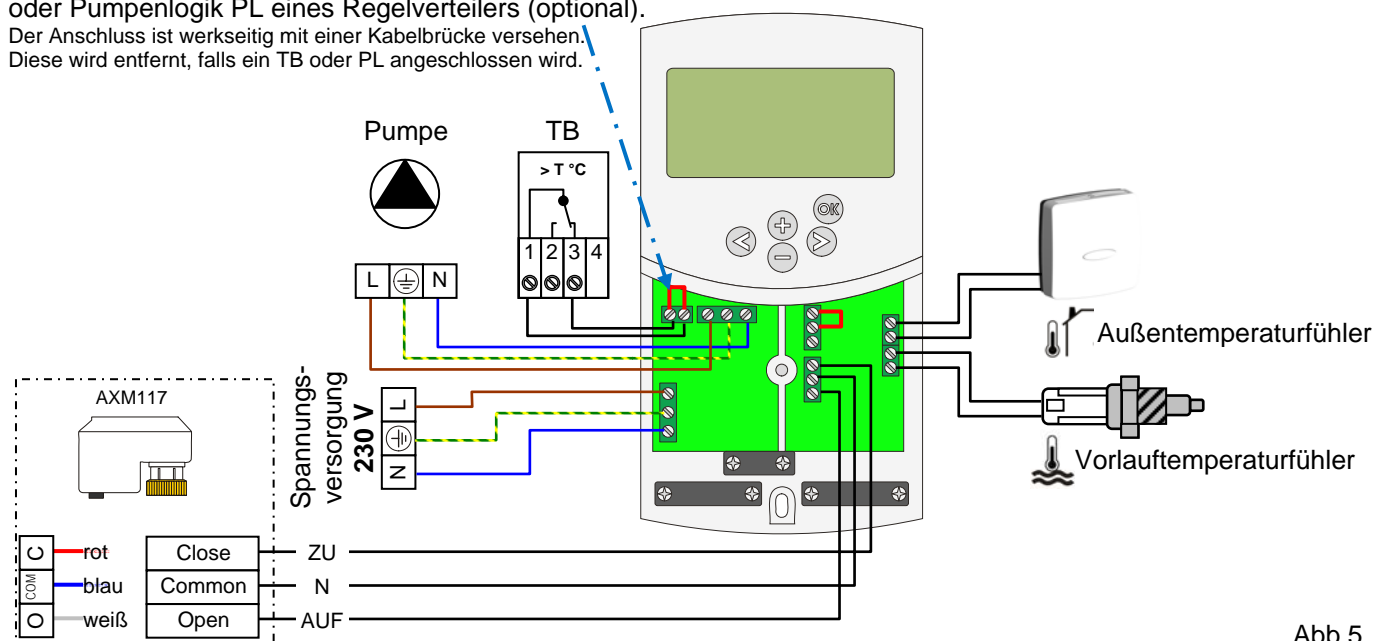 oder Pumpenlogik PL eines Regelverteilers (optional).
Der Anschluss ist werkseitig mit einer Kabelbrücke versehen.
Diese wird entfernt, falls ein TB oder PL angeschlossen wird.
Pumpe
TB
> T °C
1 2 3 4
L N
OK
Außentemperaturfühler
Spannungs-
versorgung
230 V
L
N
Vorlauftemperaturfühler
AXM117
C rot Close ZU
COM blau Common N
O weiß Open AUF
Abb 5